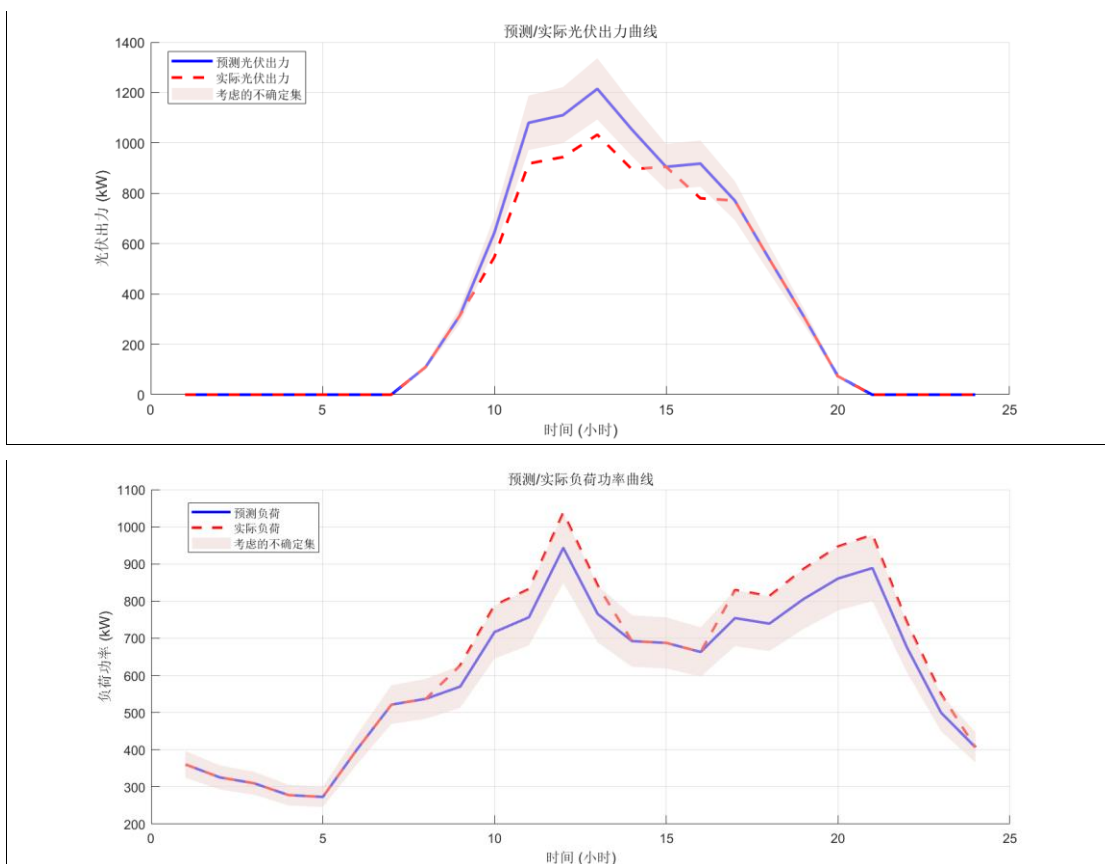 预测/实际光伏出力曲线
1400
1200
1000
800
600
400
200
0
光伏出力 (kW)
预测光伏出力
实际光伏出力
考虑的不确定集
0 5 10 15 20 25
时间 (小时)
预测/实际负荷功率曲线
1100
1000
900
800
700
600
500
400
300
200
负荷功率 (kW)
预测负荷
实际负荷
考虑的不确定集
0 5 10 15 20 25
时间 (小时)